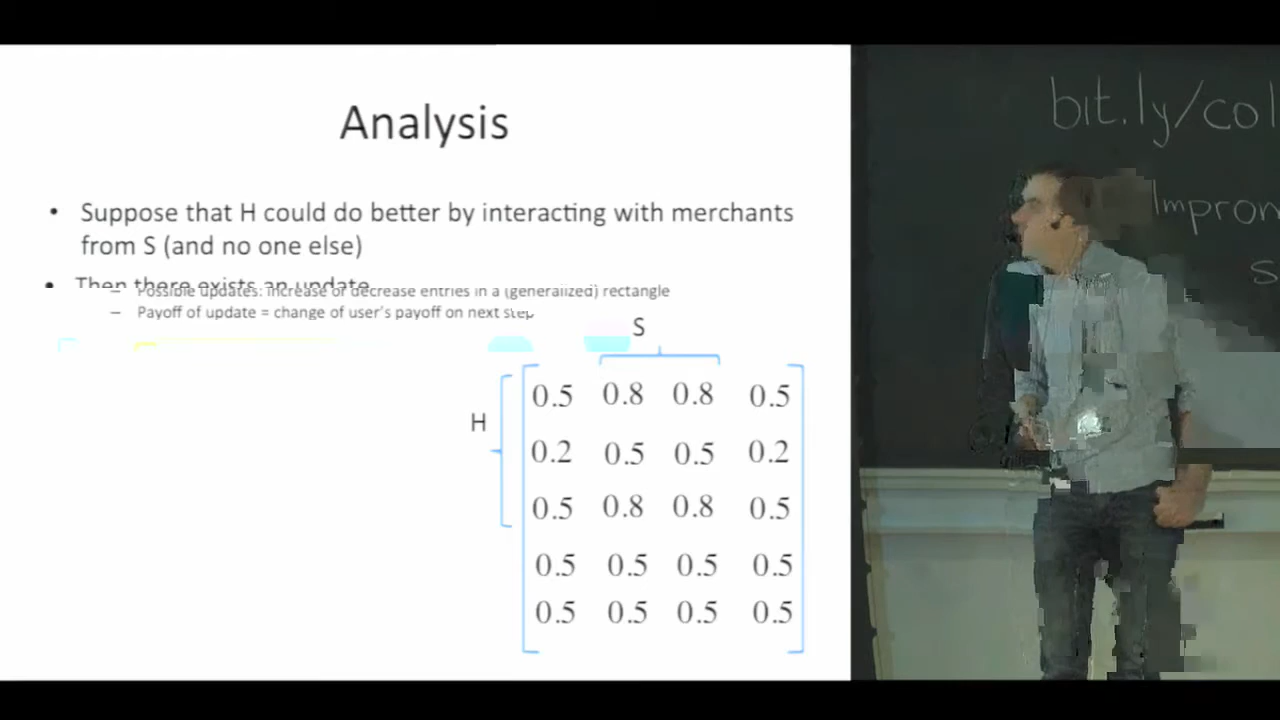 Analysis
• Suppose that H could do better by interacting with merchants
from S (and no one else)
• Then there exists an update
– Possible updates: increase or decrease entries in a (generalized) rectangle
– Payoff of update = change of user's payoff on next step
S
H
0.5 0.8 0.8 0.5
0.2 0.5 0.5 0.2
0.5 0.8 0.8 0.5
0.5 0.5 0.5 0.5
0.5 0.5 0.5 0.5
bit.ly/col
Impron
S